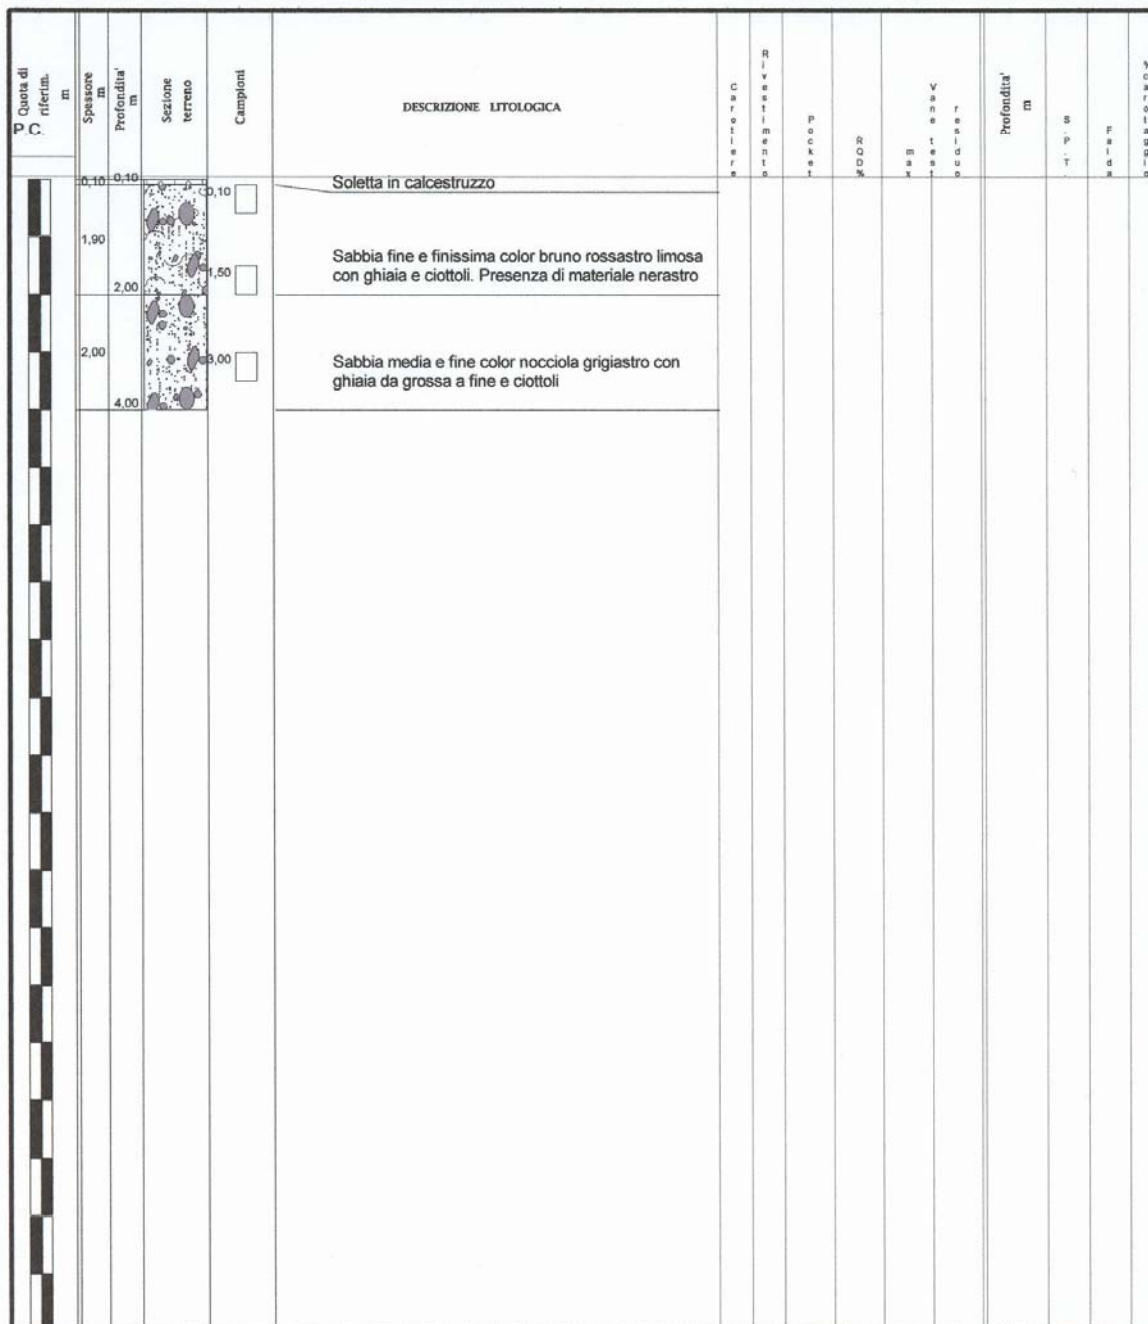 Quota di
riferim.
m
P.C.
Spessore
m
Profondita'
m
Sezione
terreno
Campioni
DESCRIZIONE LITOLOGICA
Carotiere
Rivestimento
Pocket
RQD%
max
Vane test
residuo
Profondita'
m
S.P.T.
Falda
%carotaggio
0,10
0,10
0,10
Soletta in calcestruzzo
1,90
Sabbia fine e finissima color bruno rossastro limosa
1,50
con ghiaia e ciottoli. Presenza di materiale nerastro
2,00
2,00
3,00
Sabbia media e fine color nocciola grigiastro con
ghiaia da grossa a fine e ciottoli
4,00